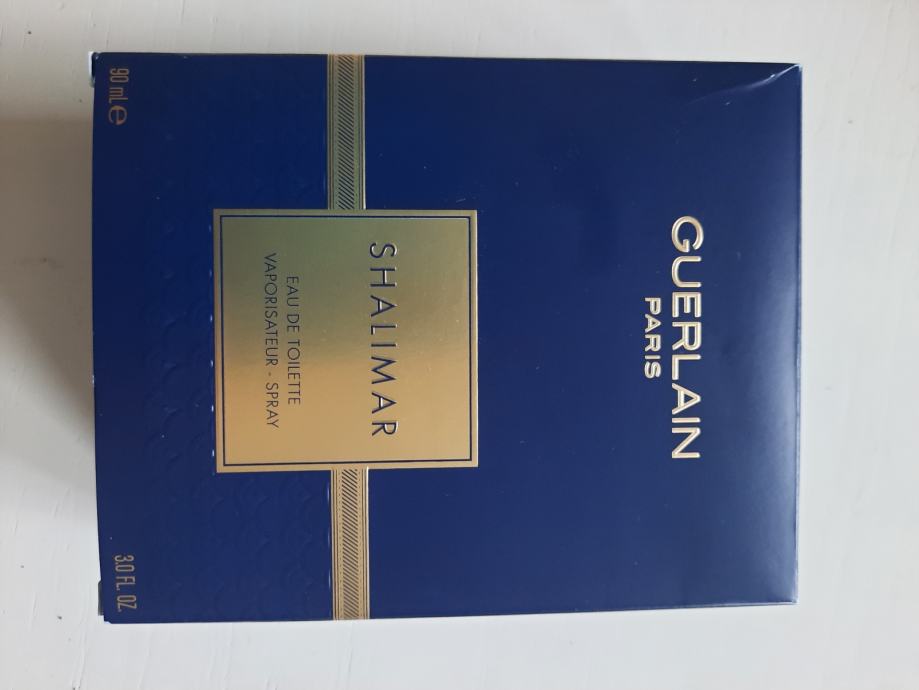 GUERLAIN
PARIS
SHALIMAR
EAU DE TOILETTE
VAPORISATEUR - SPRAY
90 mL ℮
3.0 FL. OZ.